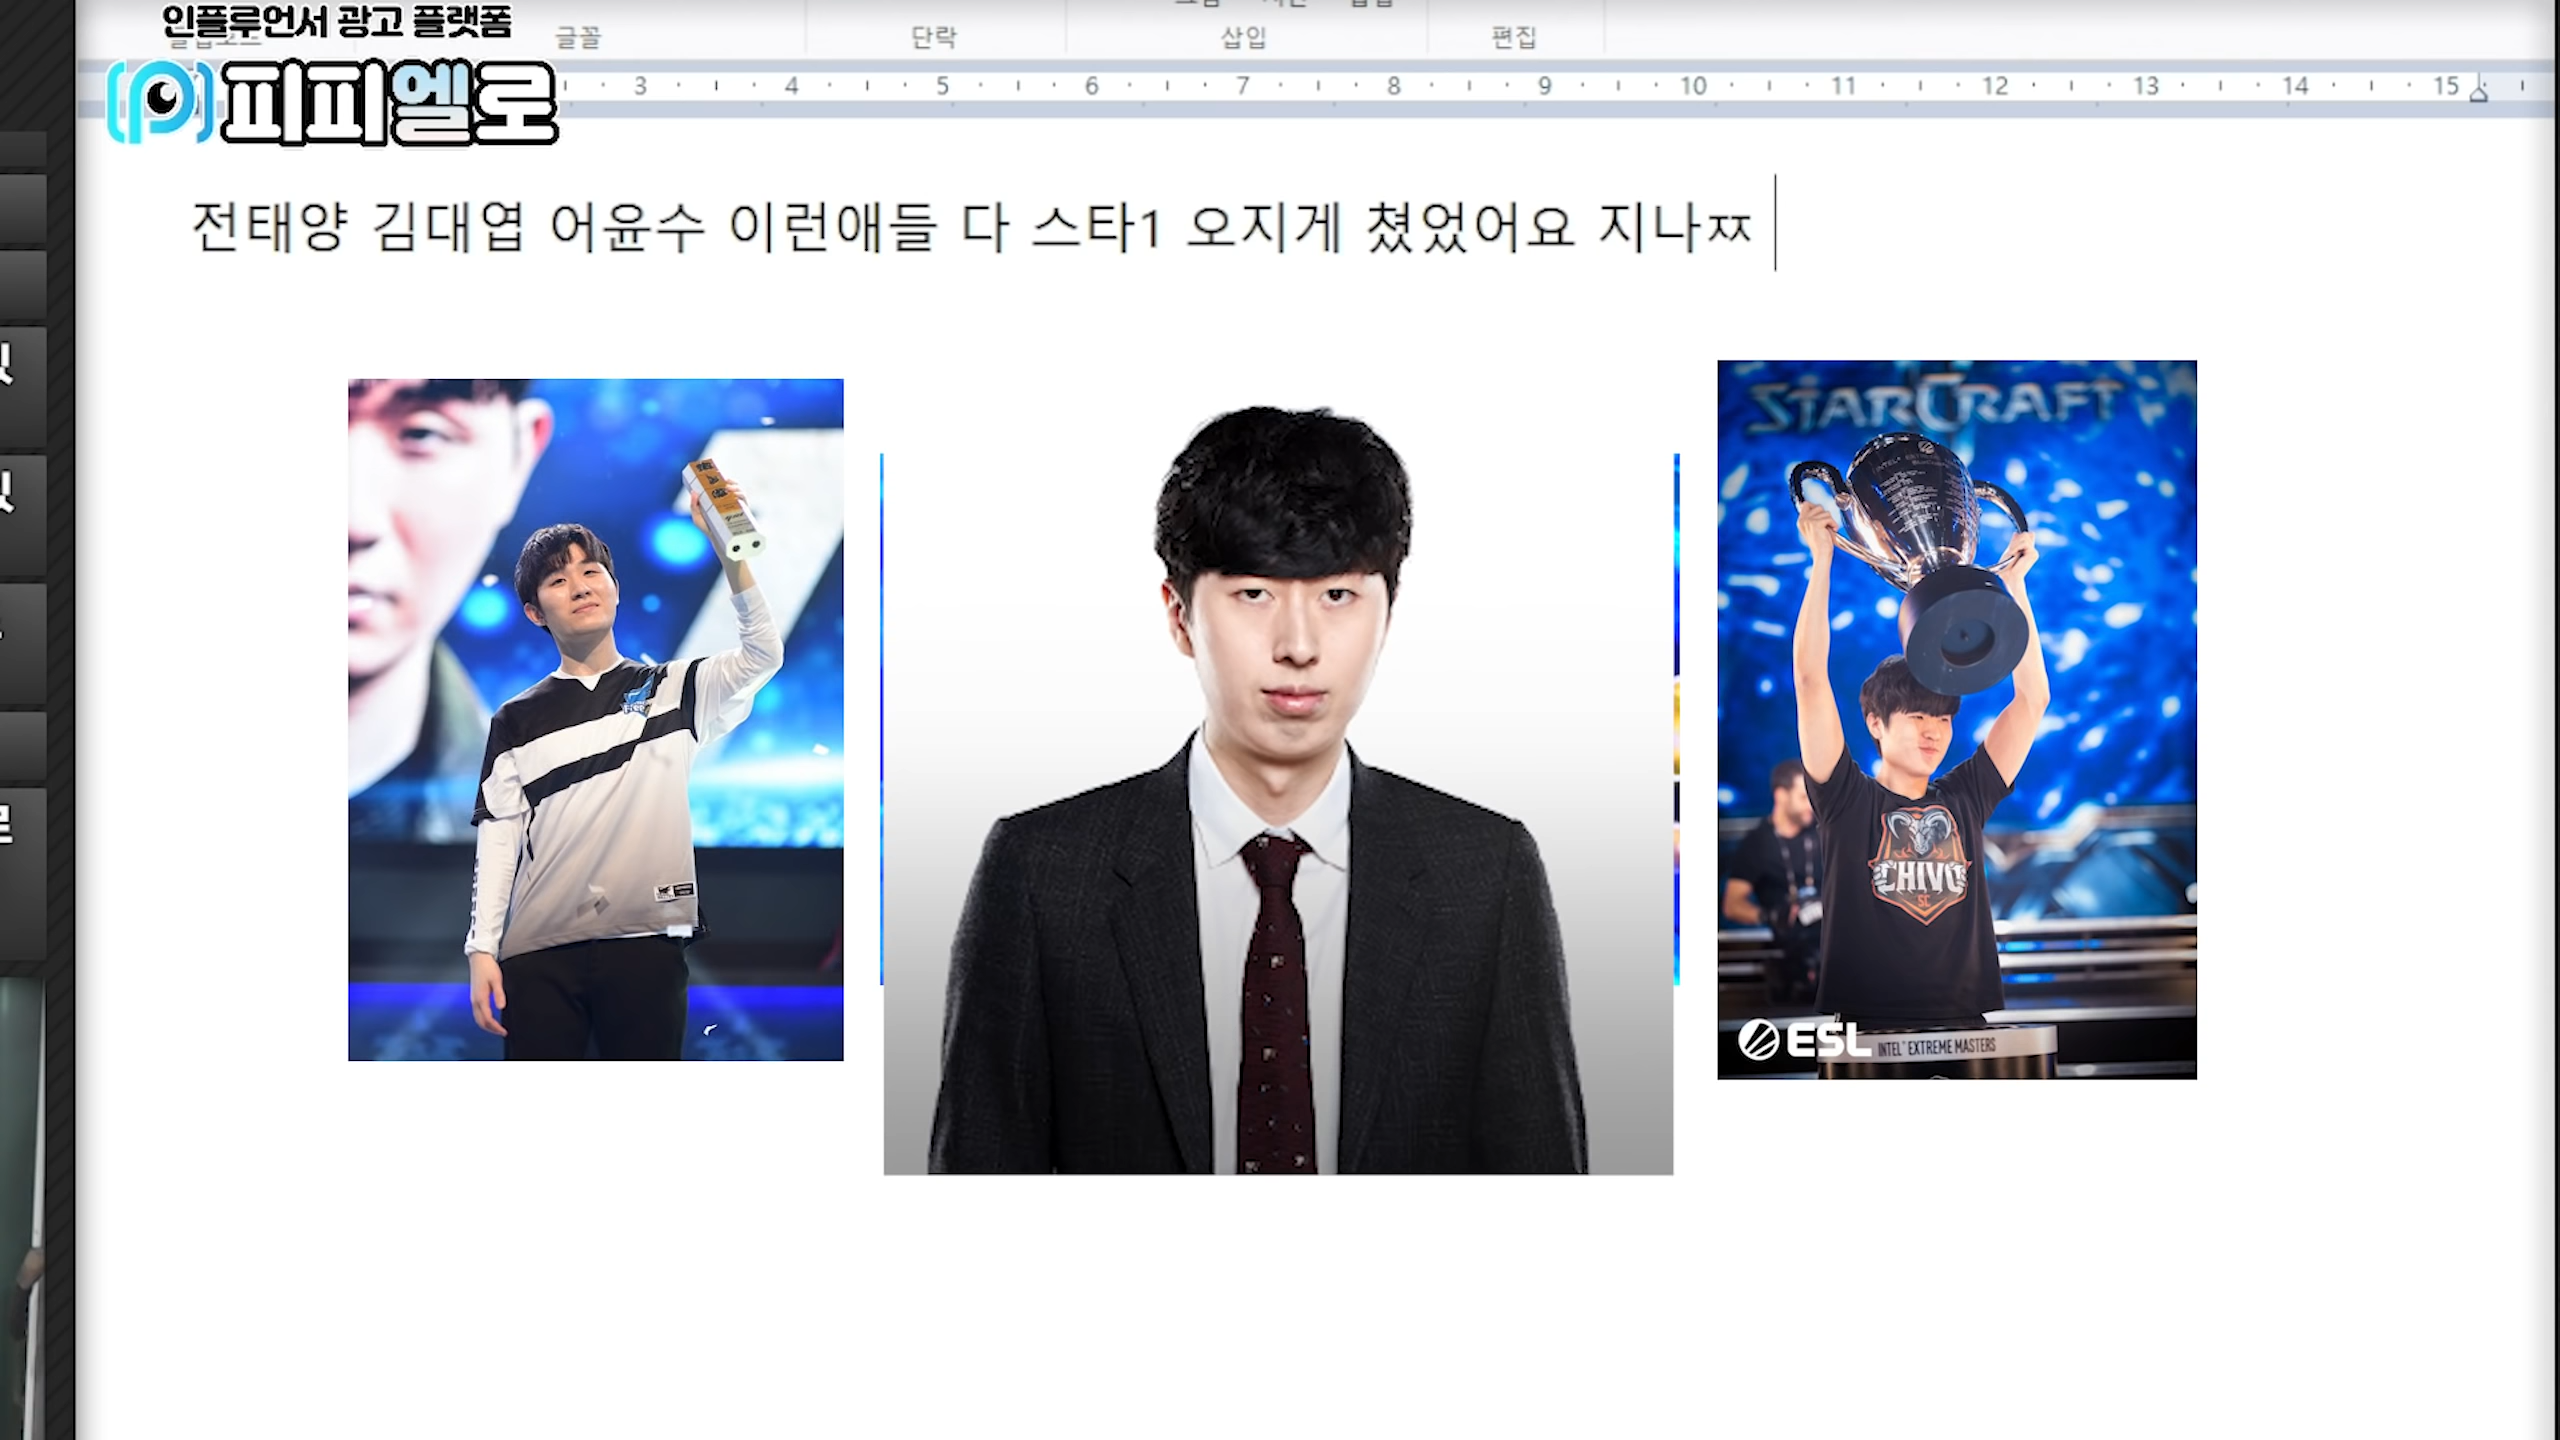 인플루언서 광고 플랫폼
글꼴 단락 삽입 편집
피피엘로
3 4 5 6 7 8 9 10 11 12 13 14 15
전태양 김대엽 어윤수 이런애들 다 스타1 오지게 쳤었어요 지나ㅉ
STARCRAFT
INTEL EXTREME
CHIVO
SC
ESL INTEL EXTREME MASTERS